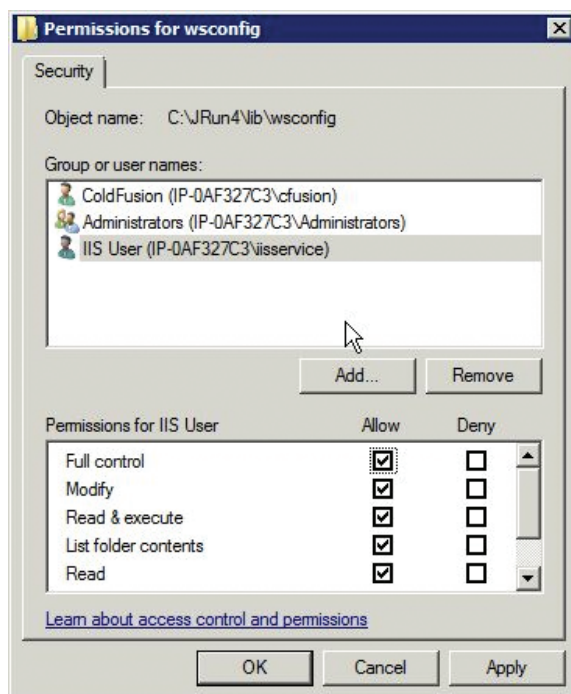 Permissions for wsconfig
Security
Object name: C:\JRun4\lib\wsconfig
Group or user names:
ColdFusion (IP-0AF327C3\cfusion)
Administrators (IP-0AF327C3\Administrators)
IIS User (IP-0AF327C3\iisservice)
Add... Remove
Permissions for IIS User Allow Deny
Full control
Modify
Read & execute
List folder contents
Read
Learn about access control and permissions
OK Cancel Apply